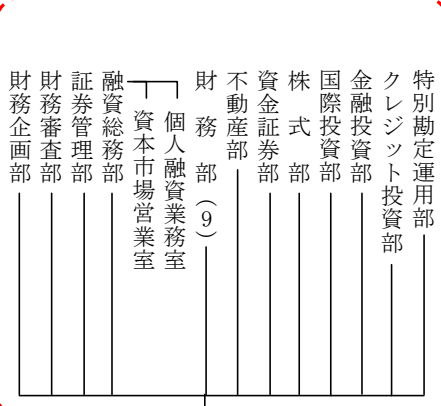 特別勘定運用部
クレジット投資部
金融投資部
国際投資部
株式部
資金証券部
不動産部
財務部（9）
個人融資業務室
資本市場営業室
融資総務部
証券管理部
財務審査部
財務企画部